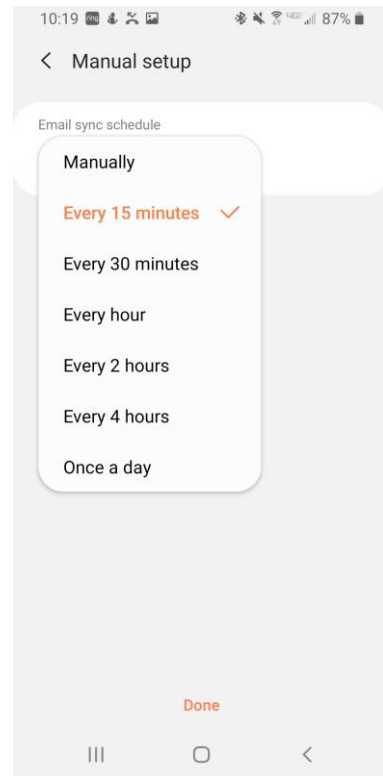 10:19 ring 87%
Manual setup
Email sync schedule
Manually
Every 15 minutes
Every 30 minutes
Every hour
Every 2 hours
Every 4 hours
Once a day
Done